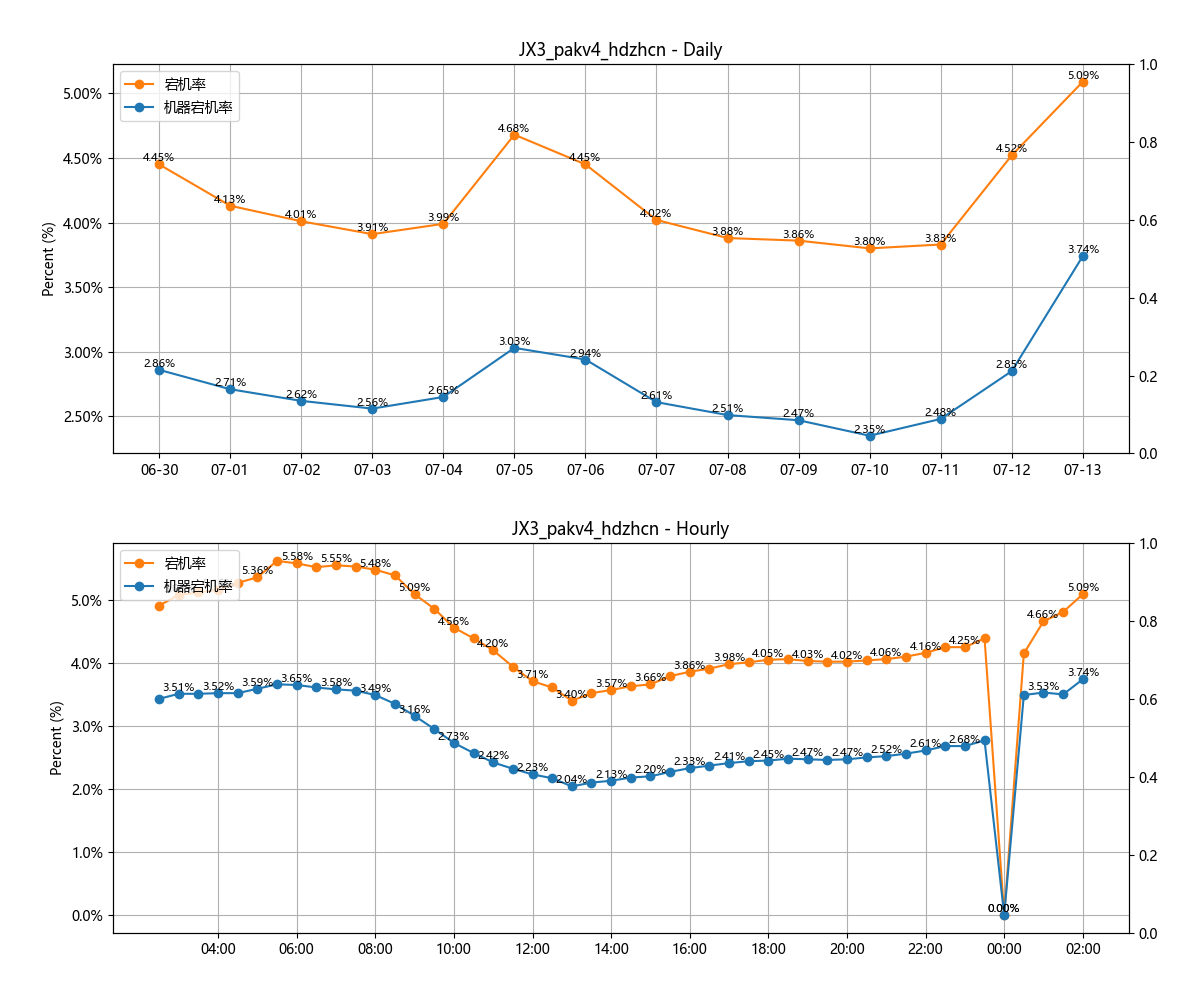 JX3_pakv4_hdzhcn - Daily
宕机率
机器宕机率
Percent (%)
5.00%
4.50%
4.00%
3.50%
3.00%
2.50%
1.0
0.8
0.6
0.4
0.2
0.0
4.45% 4.13% 4.01% 3.91% 3.99% 4.68% 4.45% 4.02% 3.88% 3.86% 3.80% 3.83% 4.52% 5.09%
2.86% 2.71% 2.62% 2.56% 2.65% 3.03% 2.94% 2.61% 2.51% 2.47% 2.35% 2.48% 2.85% 3.74%
06-30 07-01 07-02 07-03 07-04 07-05 07-06 07-07 07-08 07-09 07-10 07-11 07-12 07-13
JX3_pakv4_hdzhcn - Hourly
宕机率
机器宕机率
Percent (%)
5.0%
4.0%
3.0%
2.0%
1.0%
0.0%
1.0
0.8
0.6
0.4
0.2
0.0
5.36% 5.58% 5.55% 5.48% 5.09% 4.56% 4.20% 3.71% 3.40% 3.57% 3.66% 3.86% 3.98% 4.05% 4.03% 4.02% 4.06% 4.16% 4.25% 0.00% 4.66% 5.09%
3.51% 3.52% 3.59% 3.65% 3.58% 3.49% 3.16% 2.73% 2.42% 2.23% 2.04% 2.13% 2.20% 2.33% 2.41% 2.45% 2.47% 2.47% 2.52% 2.61% 2.68% 0.00% 3.53% 3.74%
04:00 06:00 08:00 10:00 12:00 14:00 16:00 18:00 20:00 22:00 00:00 02:00